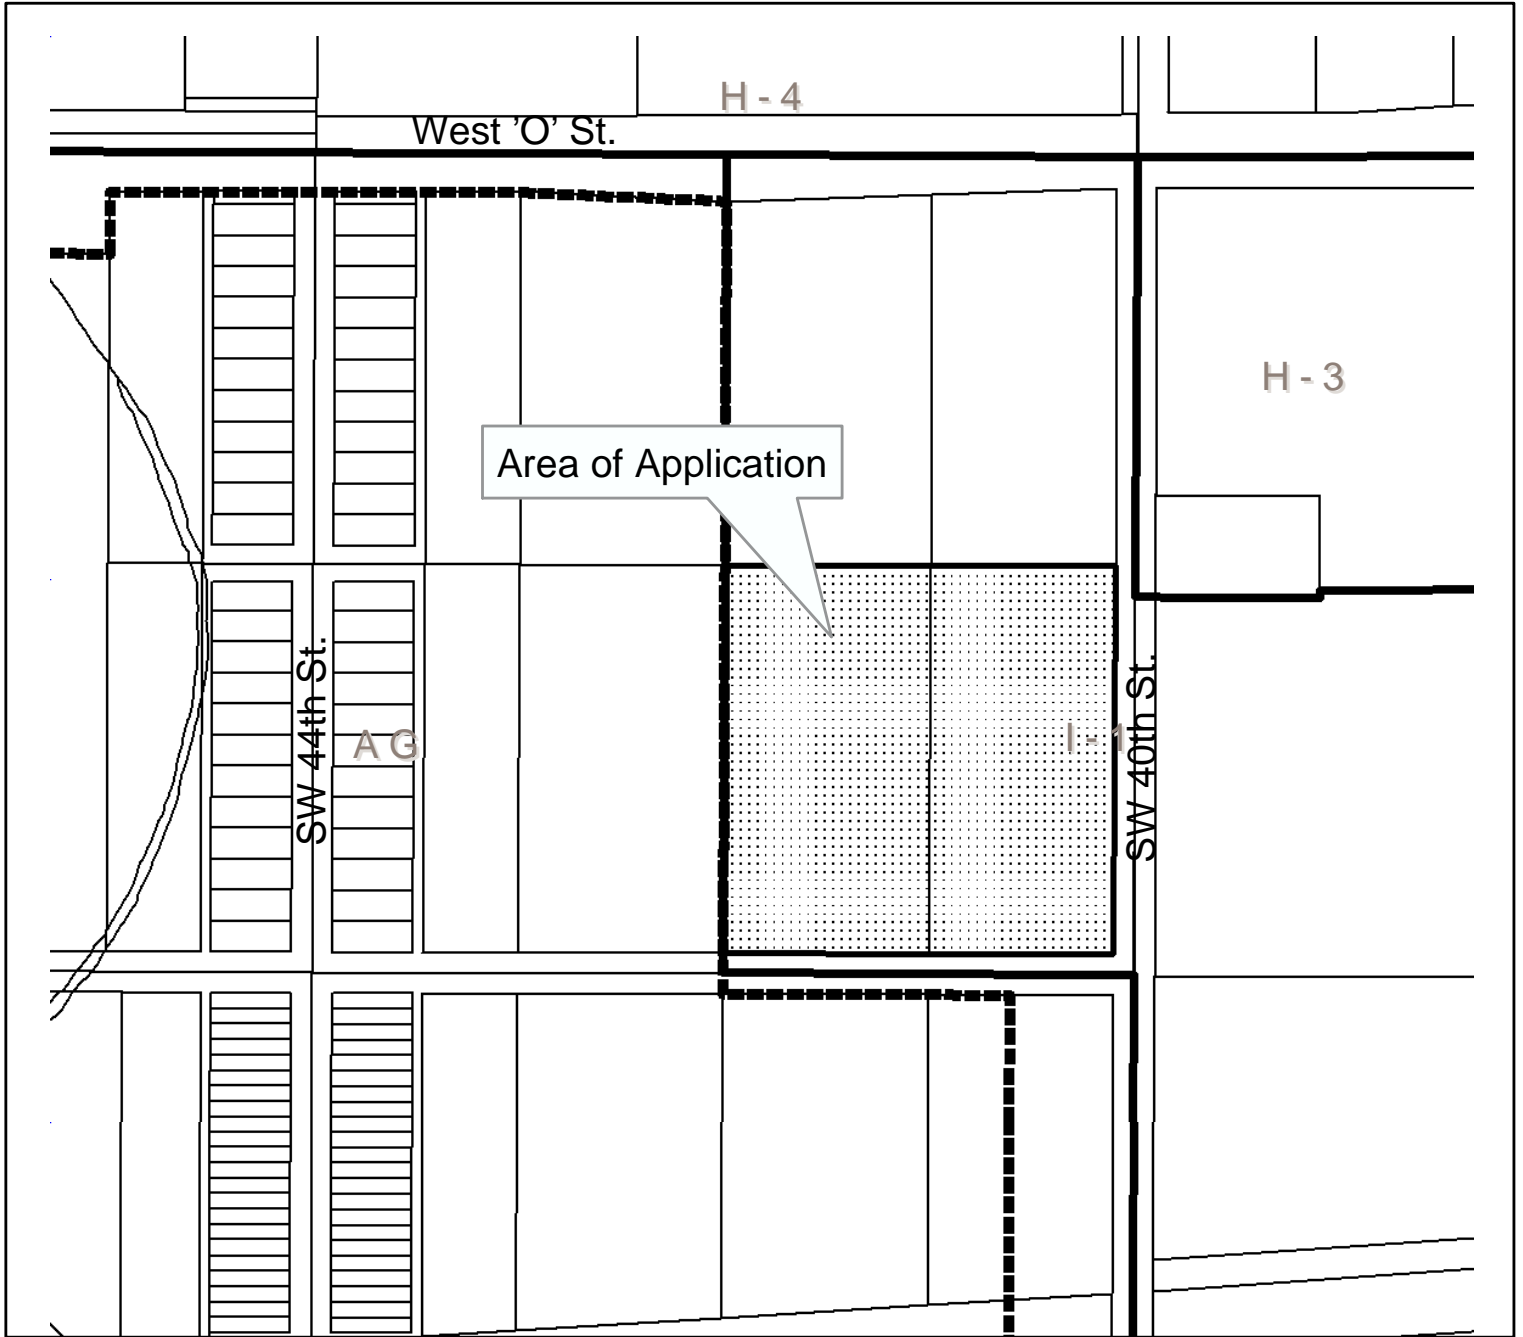 H - 4
West 'O' St.
H - 3
Area of Application
SW 44th St.
A G
I - 1
SW 40th St.